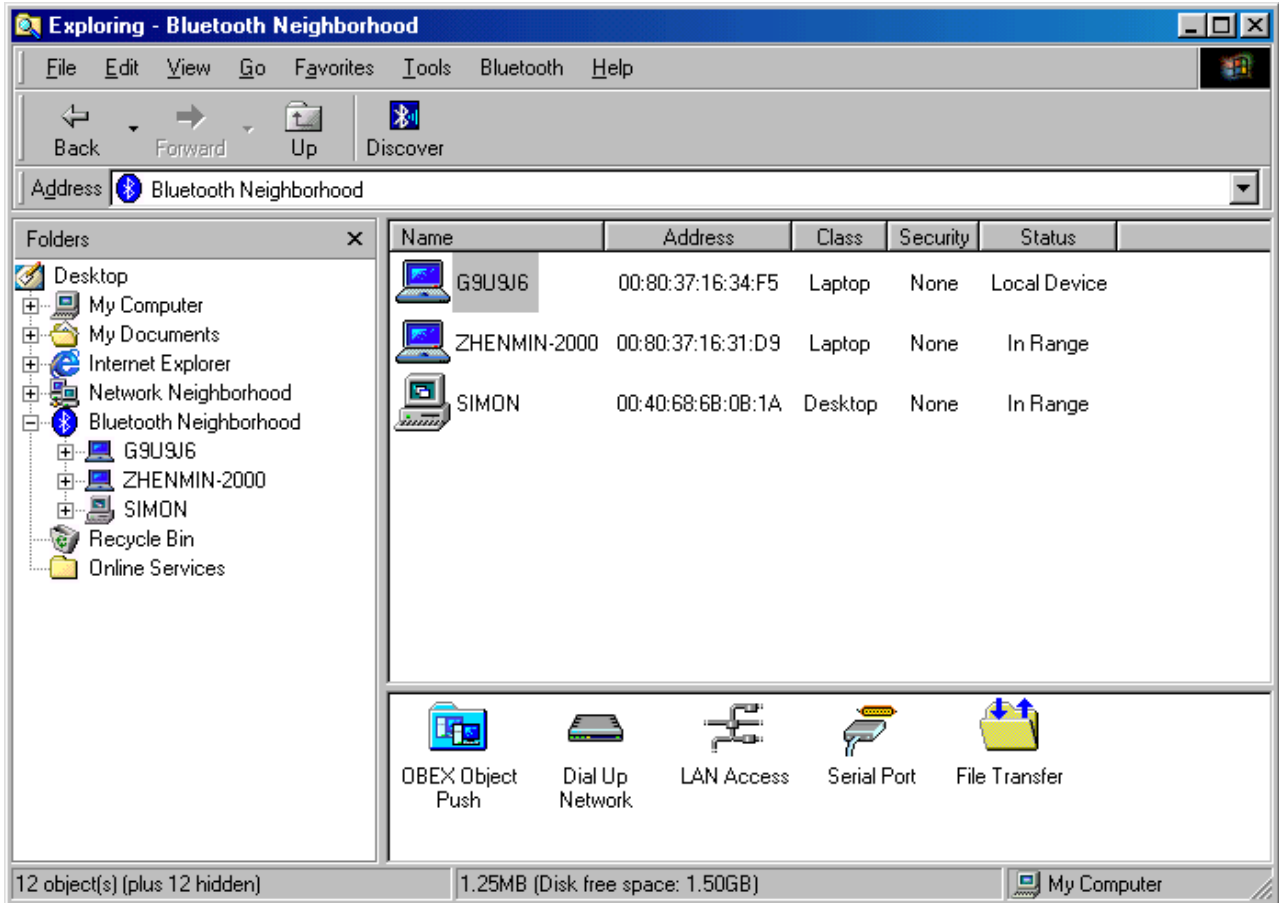 Exploring - Bluetooth Neighborhood
File Edit View Go Favorites Tools Bluetooth Help
Back Forward Up Discover
Address Bluetooth Neighborhood
Folders
Desktop
My Computer
My Documents
Internet Explorer
Network Neighborhood
Bluetooth Neighborhood
G9U9J6
ZHENMIN-2000
SIMON
Recycle Bin
Online Services
Name Address Class Security Status
G9U9J6 00:80:37:16:34:F5 Laptop None Local Device
ZHENMIN-2000 00:80:37:16:31:D9 Laptop None In Range
SIMON 00:40:68:6B:0B:1A Desktop None In Range
OBEX Object Push
Dial Up Network
LAN Access
Serial Port
File Transfer
12 object(s) (plus 12 hidden) 1.25MB (Disk free space: 1.50GB) My Computer